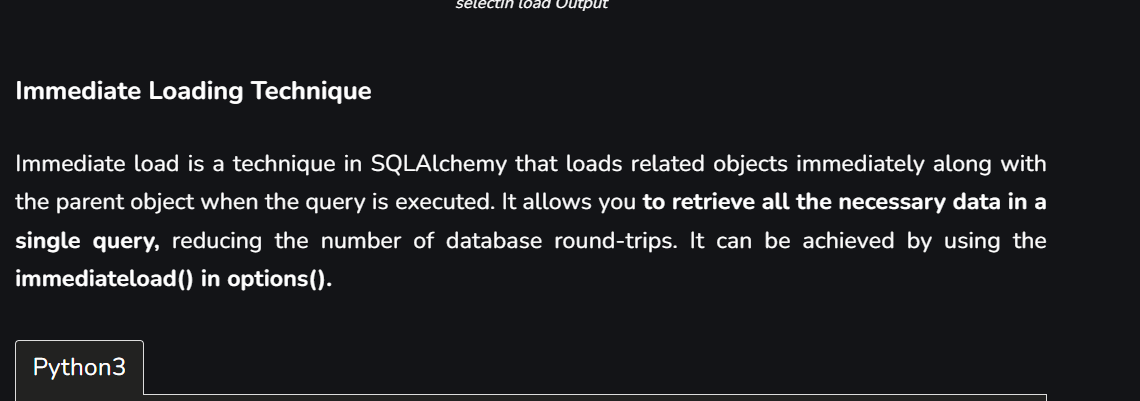 selectin load Output
Immediate Loading Technique
Immediate load is a technique in SQLAlchemy that loads related objects immediately along with
the parent object when the query is executed. It allows you to retrieve all the necessary data in a
single query, reducing the number of database round-trips. It can be achieved by using the
immediateload() in options().
Python3